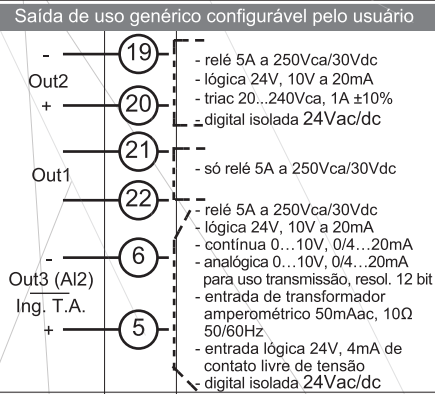 Saída de uso genérico configurável pelo usuário
-
19
Out2
+
20
- relé 5A a 250Vca/30Vdc
- lógica 24V, 10V a 20mA
- triac 20...240Vca, 1A ±10%
- digital isolada 24Vac/dc
21
Out1
22
- só relé 5A a 250Vca/30Vdc
-
6
Out3 (Al2)
Ing. T.A.
+
5
- relé 5A a 250Vca/30Vdc
- lógica 24V, 10V a 20mA
- contínua 0...10V, 0/4...20mA
- analógica 0...10V, 0/4...20mA
para uso transmissão, resol. 12 bit
- entrada de transformador
amperométrico 50mAac, 10Ω
50/60Hz
- entrada lógica 24V, 4mA de
contato livre de tensão
- digital isolada 24Vac/dc